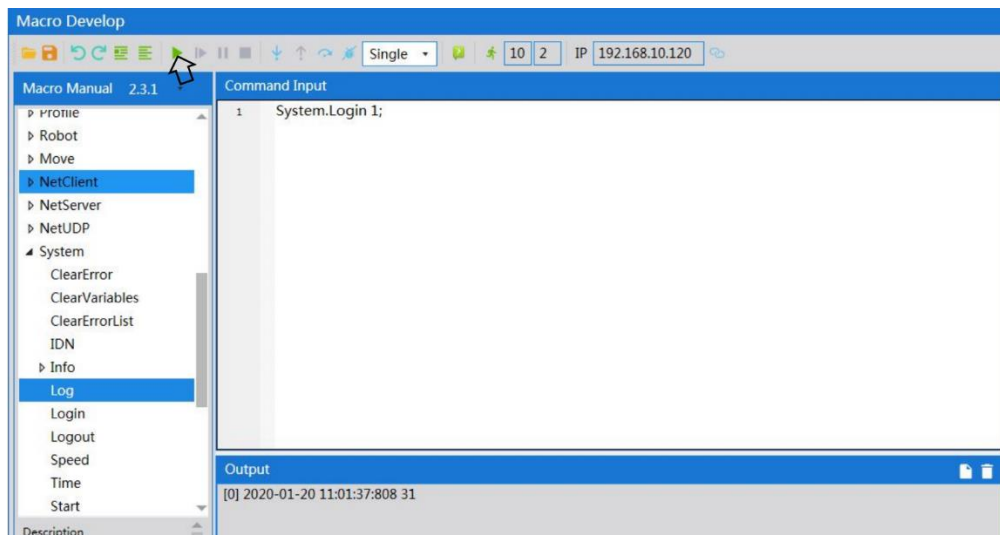 Macro Develop
Single 10 2 IP 192.168.10.120
Macro Manual 2.3.1
Command Input
Profile
Robot
Move
NetClient
NetServer
NetUDP
System
ClearError
ClearVariables
ClearErrorList
IDN
Info
Log
Login
Logout
Speed
Time
Start
Description
1 System.Login 1;
Output
[0] 2020-01-20 11:01:37:808 31